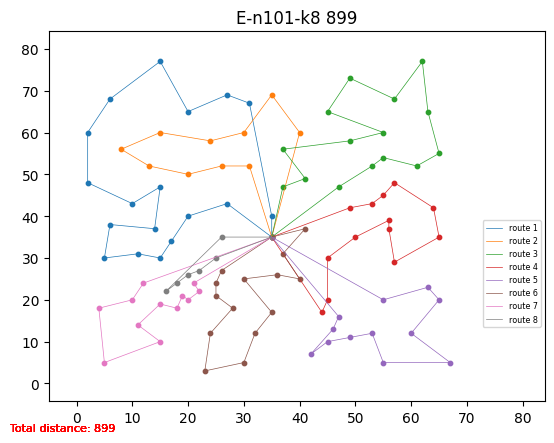 E-n101-k8 899
80
70
60
50
40
30
20
10
0
route 1
route 2
route 3
route 4
route 5
route 6
route 7
route 8
0 10 20 30 40 50 60 70 80
Total distance: 899